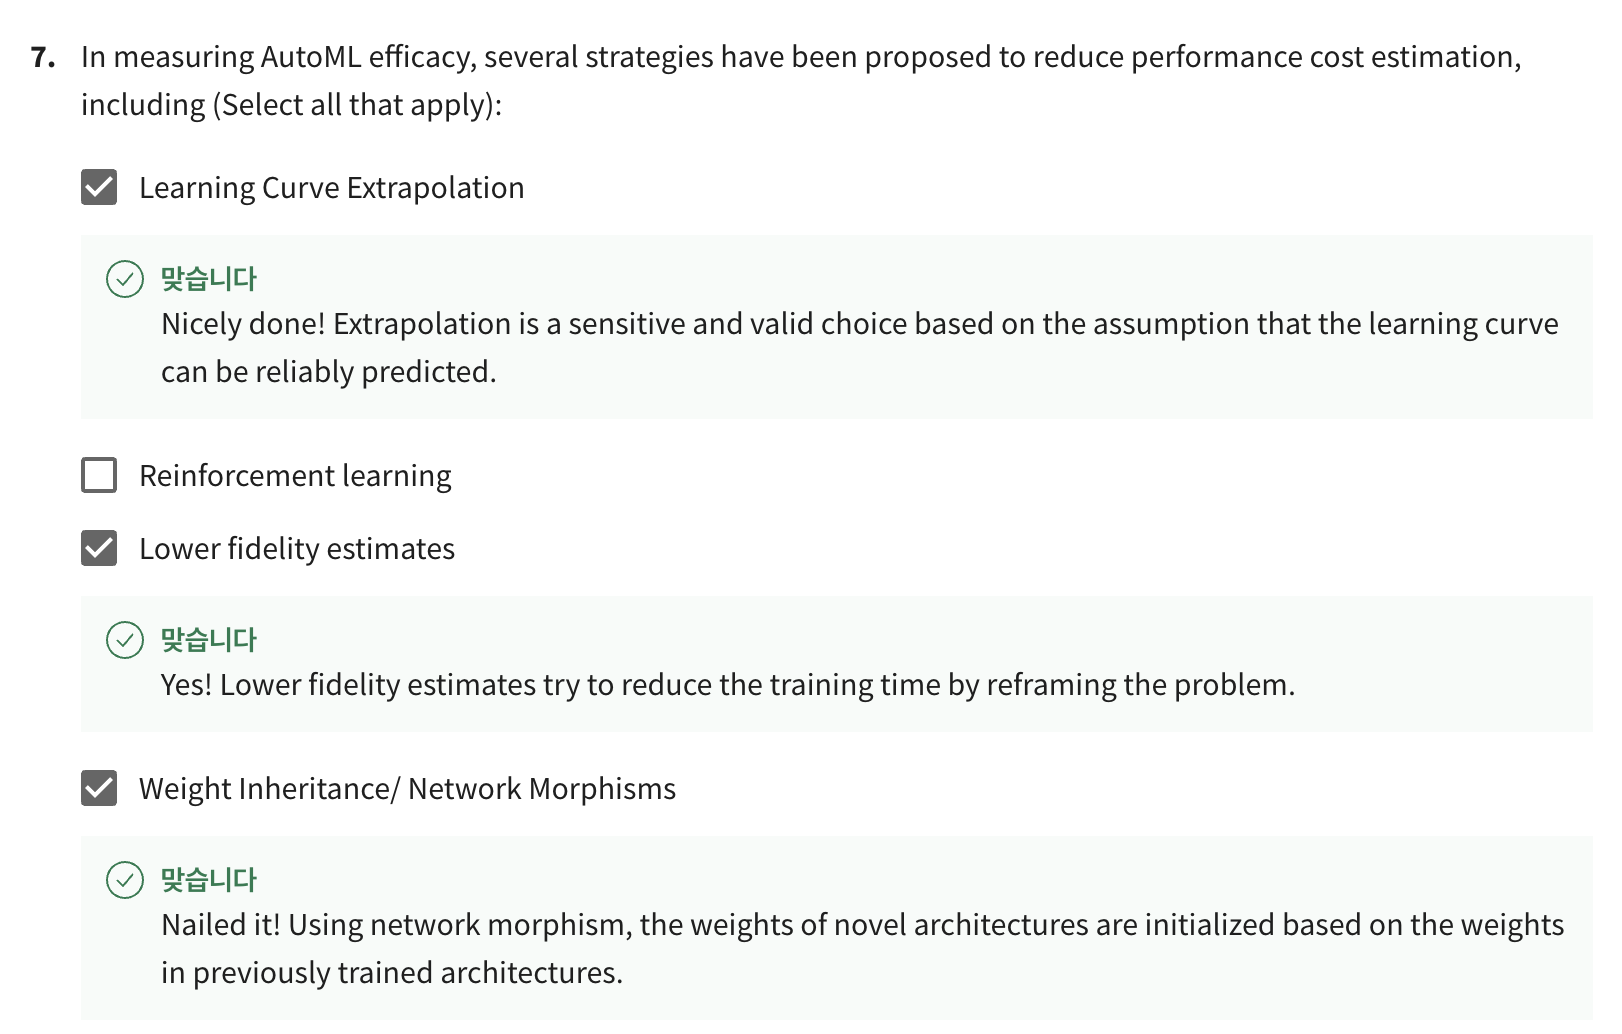 7. In measuring AutoML efficacy, several strategies have been proposed to reduce performance cost estimation,
including (Select all that apply):
Learning Curve Extrapolation
맞습니다
Nicely done! Extrapolation is a sensitive and valid choice based on the assumption that the learning curve
can be reliably predicted.
Reinforcement learning
Lower fidelity estimates
맞습니다
Yes! Lower fidelity estimates try to reduce the training time by reframing the problem.
Weight Inheritance/ Network Morphisms
맞습니다
Nailed it! Using network morphism, the weights of novel architectures are initialized based on the weights
in previously trained architectures.